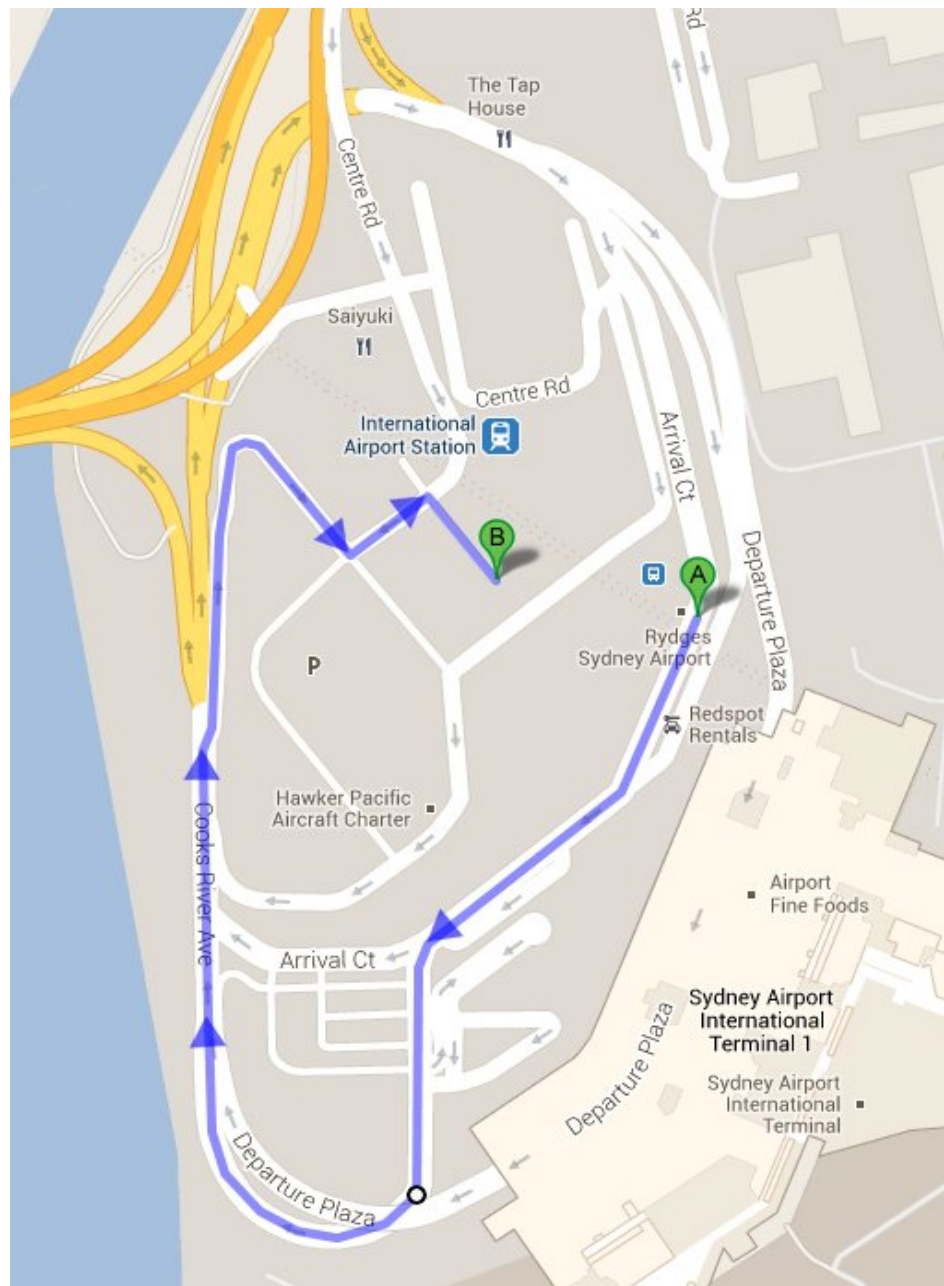 Rd
The Tap
House
Centre Rd
Saiyuki
Centre Rd
International
Airport Station
Arrival Ct
B
A
Departure Plaza
Rydges
Sydney Airport
P
Redspot
Rentals
Hawker Pacific
Aircraft Charter
Cooks River Ave
Airport
Fine Foods
Arrival Ct
Sydney Airport
International
Terminal 1
Departure Plaza
Sydney Airport
International
Terminal
Departure Plaza